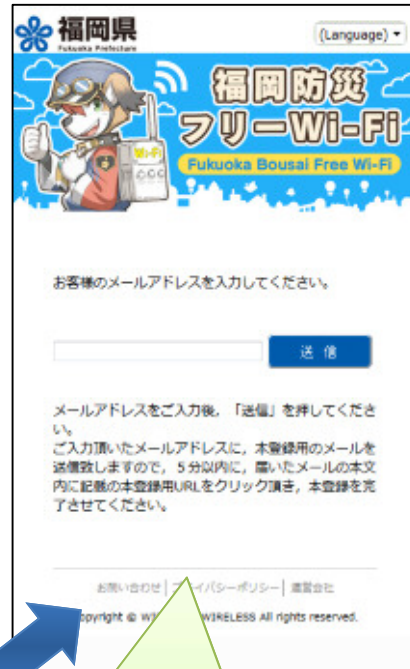 福岡県
Fukuoka Prefecture
(Language)
福岡防災
フリーWi-Fi
Wi-Fi
Fukuoka Bousai Free Wi-Fi
お客様のメールアドレスを入力してください。
送 信
メールアドレスをご入力後、「送信」を押してくださ
い。
ご入力頂いたメールアドレスに，本登録用のメールを
送信致しますので，５分以内に，届いたメールの本文
内に記載の本登録用URLをクリック頂き，本登録を完
了させてください。
お問い合わせ│プライバシーポリシー│運営会社
opyright @ WI WIRELESS All rights reserved.